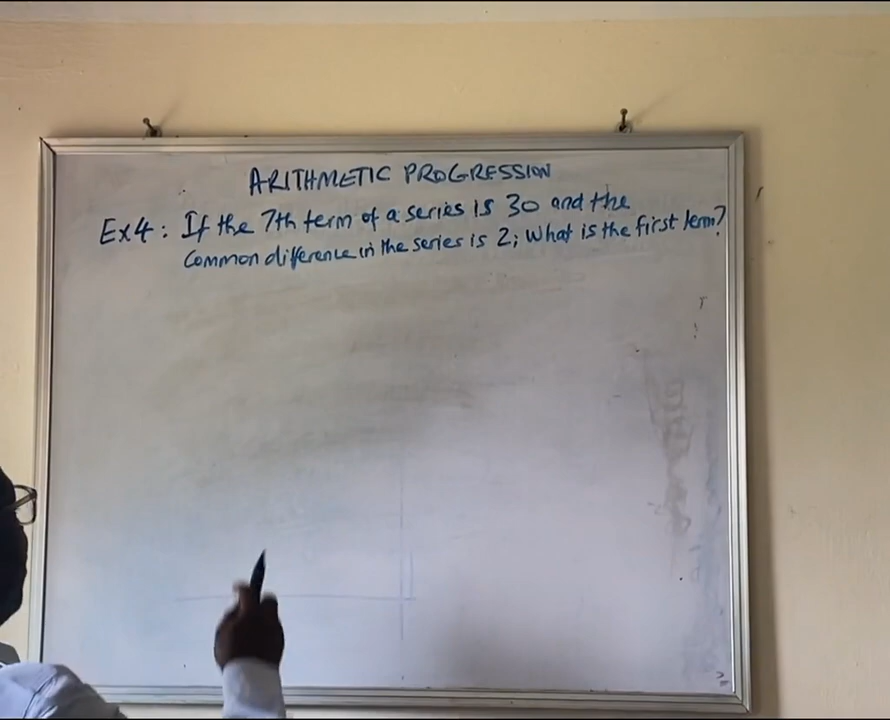 ARITHMETIC PROGRESSION
Ex4: If the 7th term of a series is 30 and the
Common difference in the series is 2; What is the first term?